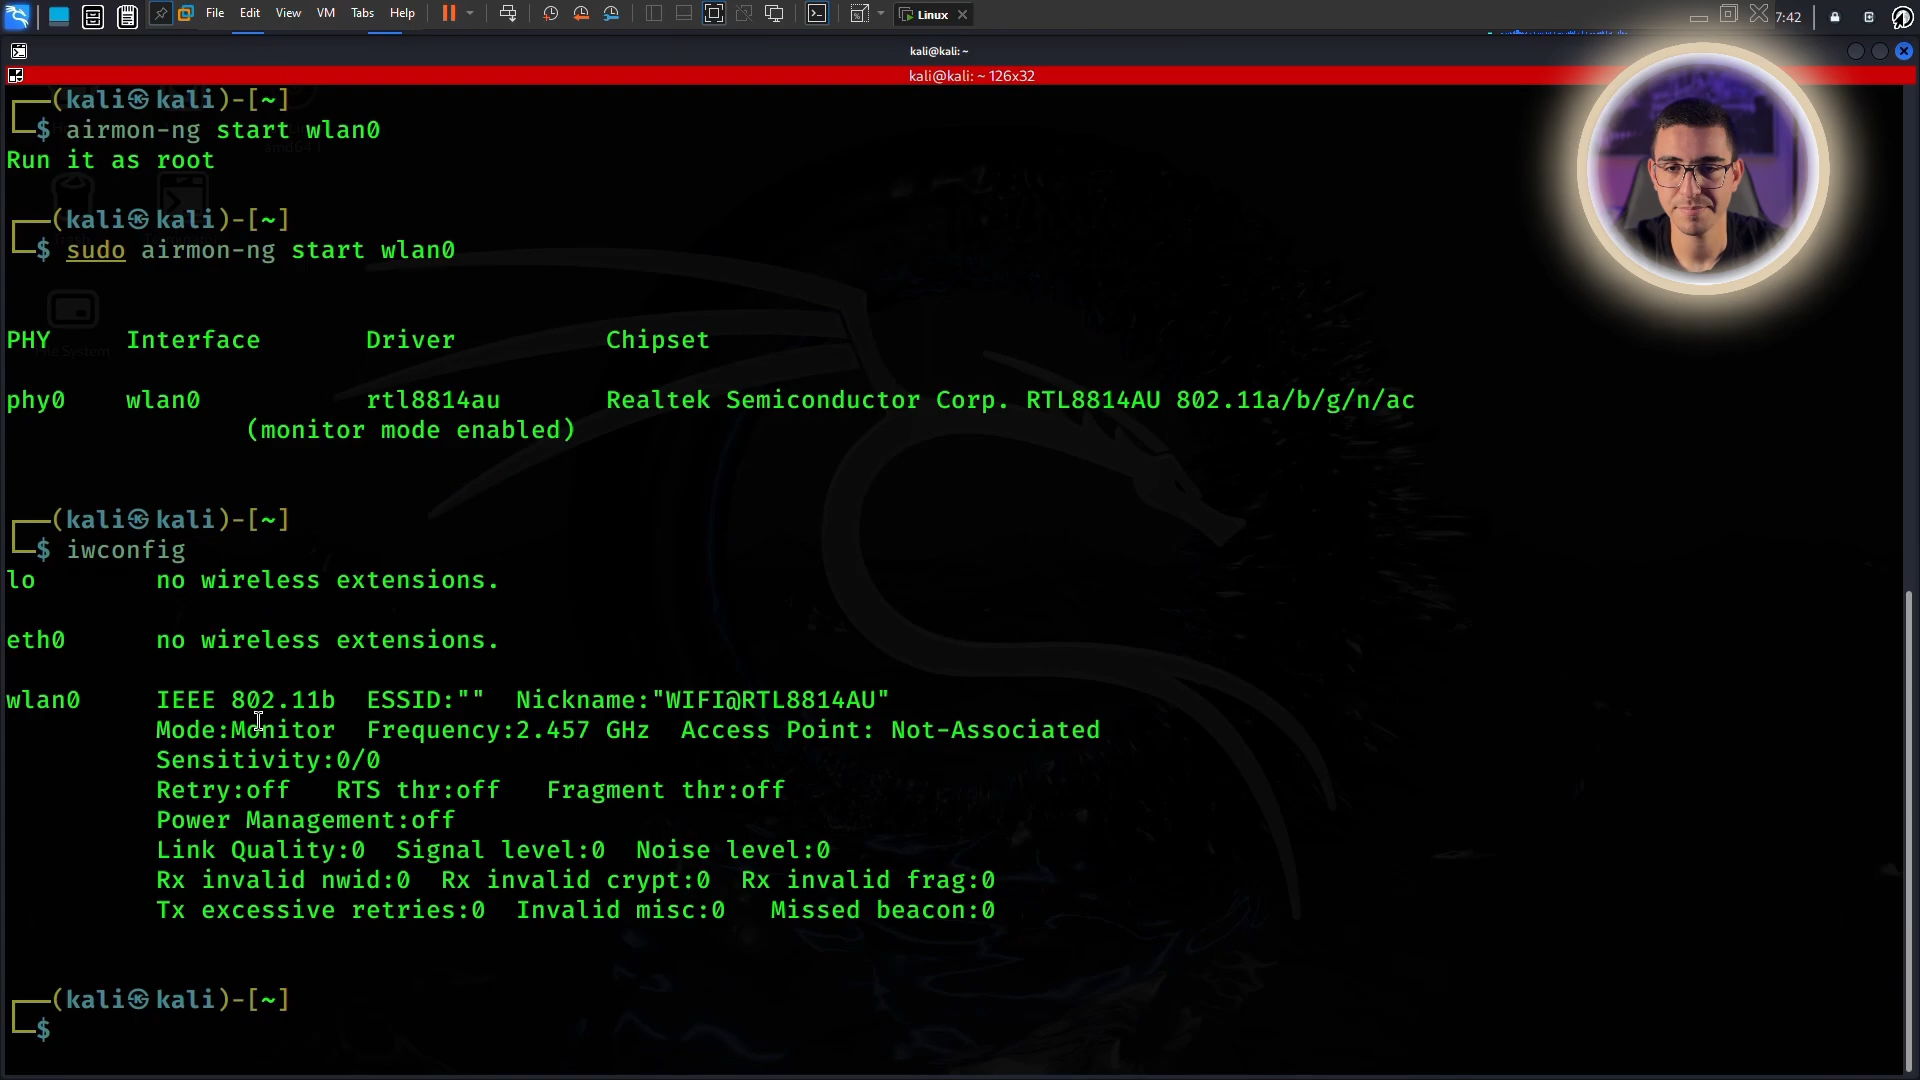 File Edit View VM Tabs Help Linux 7:42
kali@kali: ~
kali@kali: ~ 126x32
┌──(kali㉿kali)-[~]
└─$ airmon-ng start wlan0
Run it as root
┌──(kali㉿kali)-[~]
└─$ sudo airmon-ng start wlan0
PHY Interface Driver Chipset
phy0 wlan0 rtl8814au Realtek Semiconductor Corp. RTL8814AU 802.11a/b/g/n/ac
(monitor mode enabled)
┌──(kali㉿kali)-[~]
└─$ iwconfig
lo no wireless extensions.
eth0 no wireless extensions.
wlan0 IEEE 802.11b ESSID:"" Nickname:"WIFI@RTL8814AU"
Mode:Monitor Frequency:2.457 GHz Access Point: Not-Associated
Sensitivity:0/0
Retry:off RTS thr:off Fragment thr:off
Power Management:off
Link Quality:0 Signal level:0 Noise level:0
Rx invalid nwid:0 Rx invalid crypt:0 Rx invalid frag:0
Tx excessive retries:0 Invalid misc:0 Missed beacon:0
┌──(kali㉿kali)-[~]
└─$